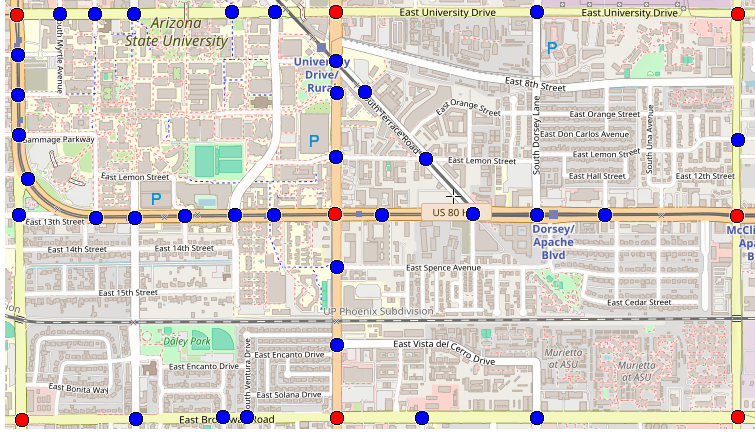 East University Drive
East University Drive
Arizona
State University
South Myrtle Avenue
University
Drive/
Rural
P
East 8th Street
East Orange Street
South Terrace Road
East Orange Street
South Dorsey Lane
South Una Avenue
East Don Carlos Avenue
Gammage Parkway
P
East Lemon Street
East Lemon Street
East Lemon Street
East Hall Street
East 12th Street
P
East 13th Street
US 80 H
Dorsey/
Apache
Blvd
McCli
East 14th Street
East 14th Street
East Spence Avenue
East 15th Street
East Cedar Street
UP Phoenix Subdivision
Daley Park
East Encanto Drive
East Encanto Drive
South Ventura Drive
East Vista del Cerro Drive
Murietta
at ASU
Murietta
at ASU
East Bonita Way
East Solana Drive
East Broadway Road